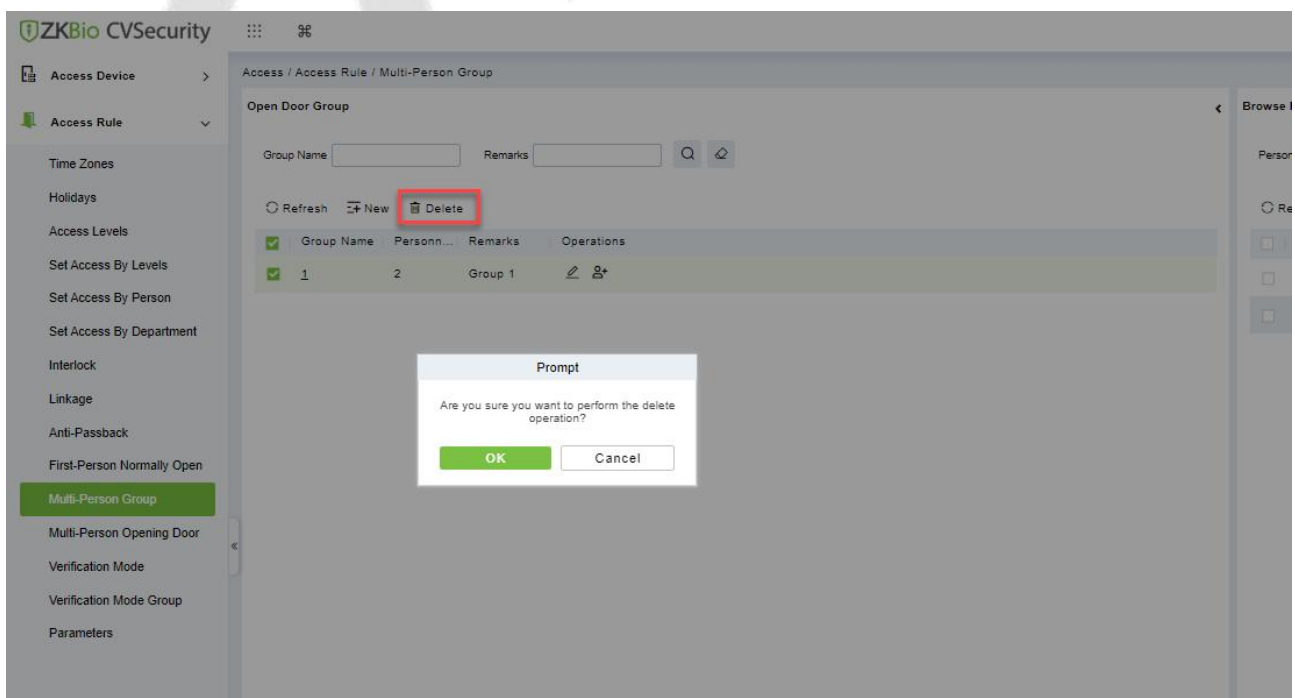 ZKBio CVSecurity
Access Device
Access Rule
Time Zones
Holidays
Access Levels
Set Access By Levels
Set Access By Person
Set Access By Department
Interlock
Linkage
Anti-Passback
First-Person Normally Open
Multi-Person Group
Multi-Person Opening Door
Verification Mode
Verification Mode Group
Parameters
Access / Access Rule / Multi-Person Group
Open Door Group
Group Name Remarks
Refresh New Delete
Group Name Personn... Remarks Operations
1 2 Group 1
Prompt
Are you sure you want to perform the delete
operation?
OK Cancel
Browse
Person
Re